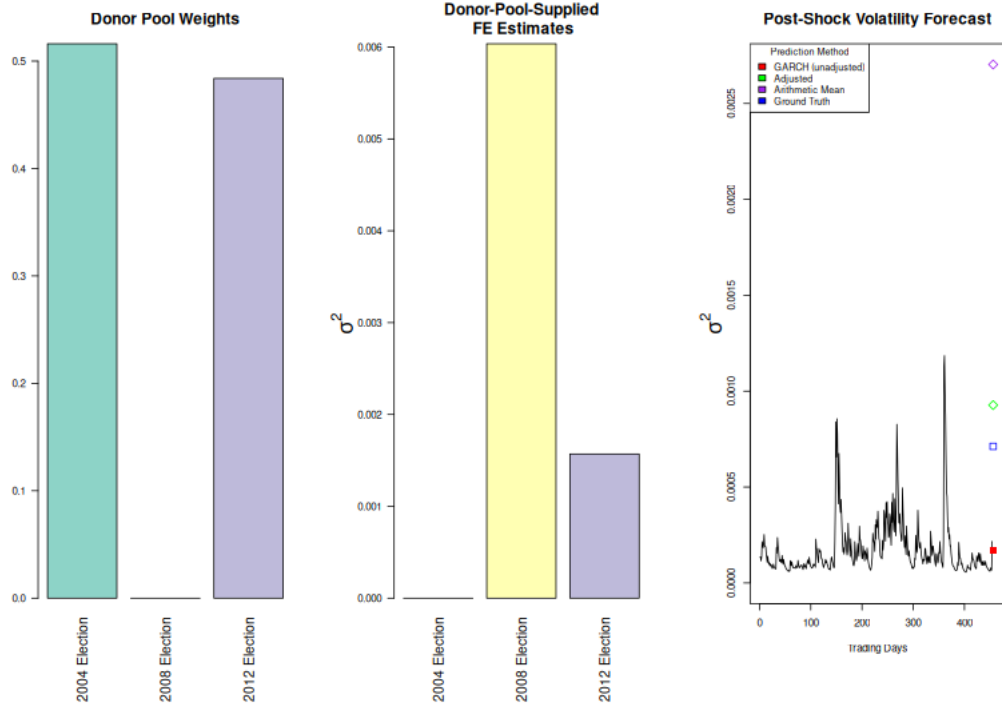 Donor Pool Weights
0.5
0.4
0.3
0.2
0.1
0.0
2004 Election
2008 Election
2012 Election
Donor-Pool-Supplied
FE Estimates
σ²
0.006
0.005
0.004
0.003
0.002
0.001
0.000
2004 Election
2008 Election
2012 Election
Post-Shock Volatility Forecast
Prediction Method
GARCH (unadjusted)
Adjusted
Arithmetic Mean
Ground Truth
σ²
0.0025
0.0020
0.0015
0.0010
0.0005
0.0000
0
100
200
300
400
Trading Days